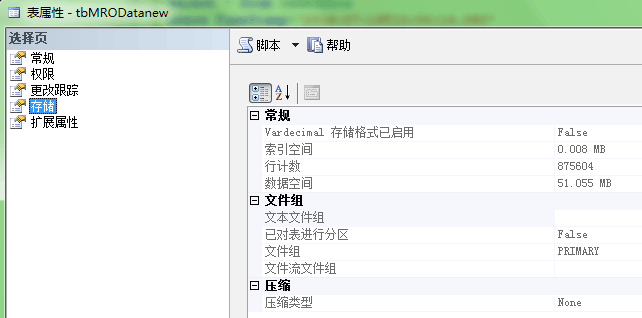 表属性 - tbMRODatanew
选择页
常规
权限
更改跟踪
存储
扩展属性
脚本
帮助
常规
Vardecimal 存储格式已启用 False
索引空间 0.008 MB
行计数 875604
数据空间 51.055 MB
文件组
文本文件组
已对表进行分区 False
文件组 PRIMARY
文件流文件组
压缩
压缩类型 None